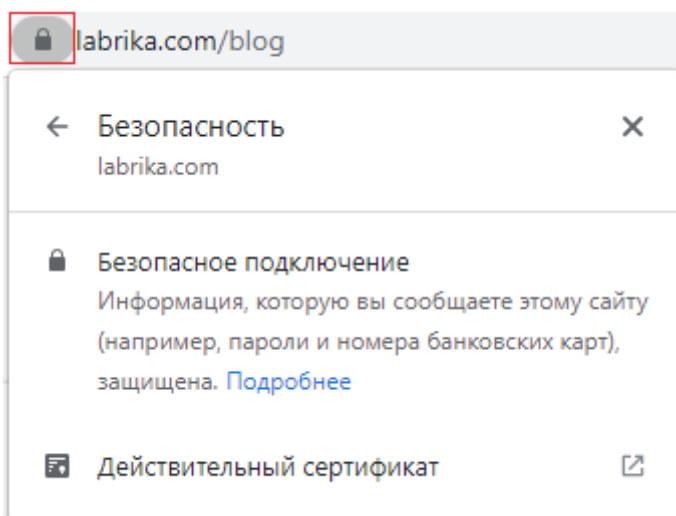 labrika.com/blog
Безопасность
labrika.com
Безопасное подключение
Информация, которую вы сообщаете этому сайту
(например, пароли и номера банковских карт),
защищена. Подробнее
Действительный сертификат